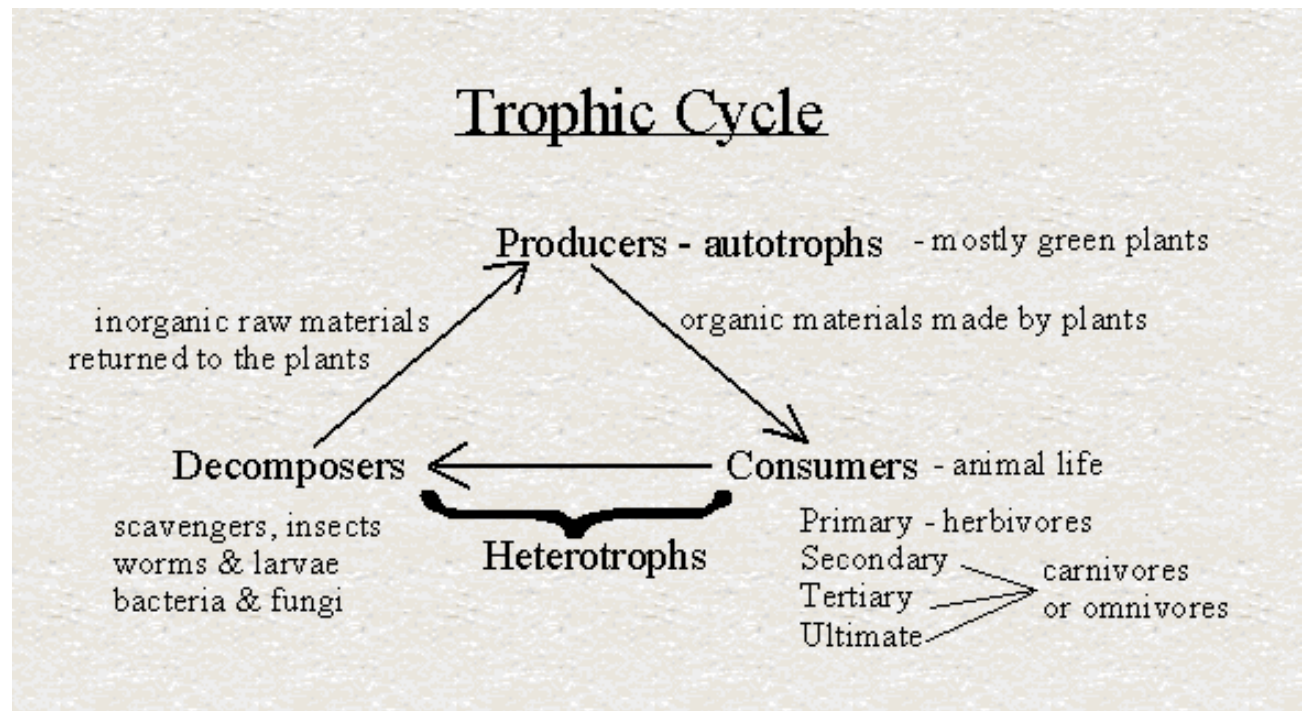 Trophic Cycle
Producers - autotrophs - mostly green plants
inorganic raw materials
returned to the plants
organic materials made by plants
Decomposers
Consumers - animal life
scavengers, insects
worms & larvae
bacteria & fungi
Heterotrophs
Primary - herbivores
Secondary
Tertiary
Ultimate
carnivores
or omnivores